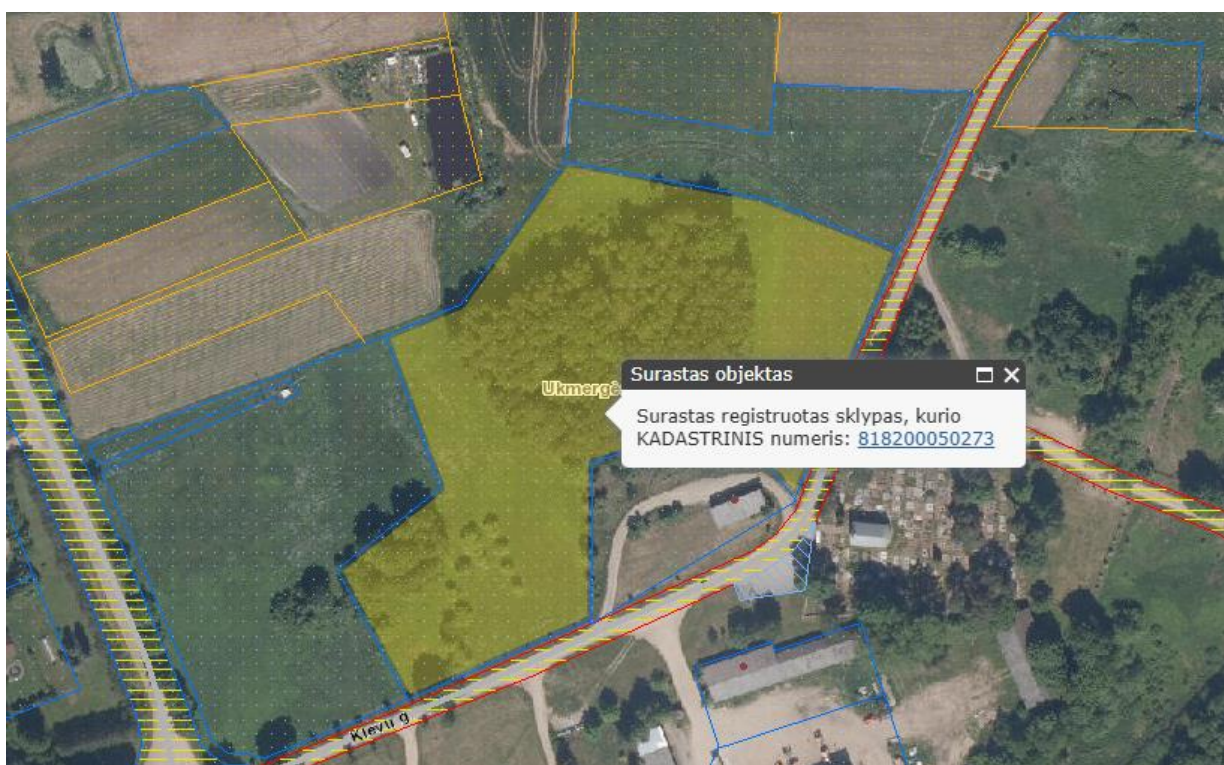 Surastas objektas
Ukmergė
Surastas registruotas sklypas, kurio
KADASTRINIS numeris: 818200050273
Klevų g